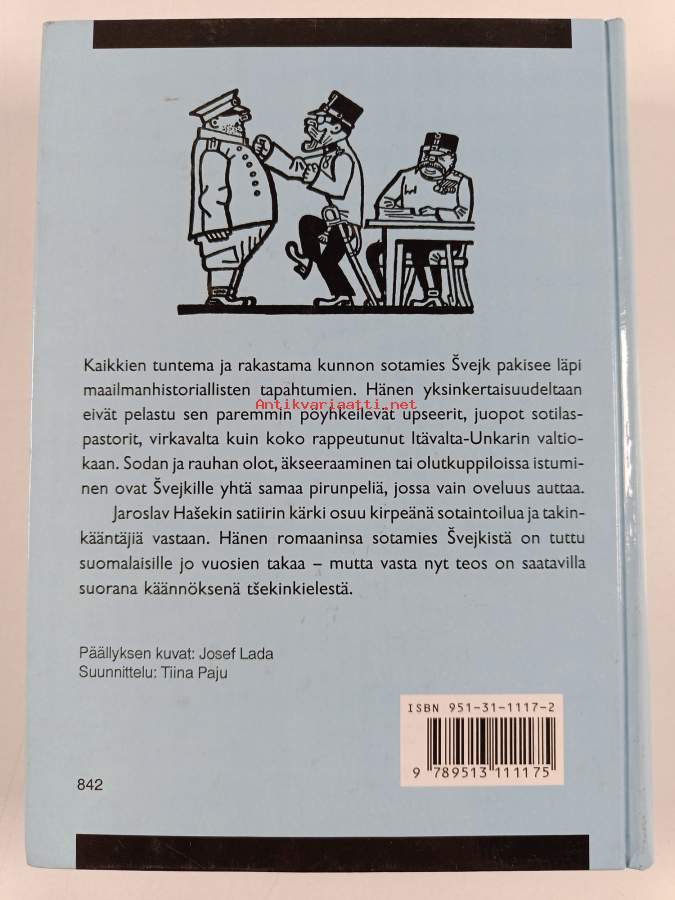 Kaikkien tuntema ja rakastama kunnon sotamies Švejk pakisee läpi
maailmanhistoriallisten tapahtumien. Hänen yksinkertaisuudeltaan
eivät pelastu sen paremmin pöyhkeilevät upseerit, juopot sotilas-
Antikvariaatti.net
pastorit, virkavalta kuin koko rappeutunut Itävalta-Unkarin valtio-
kaan. Sodan ja rauhan olot, äkseeraaminen tai olutkuppiloissa istumi-
nen ovat Švejkille yhtä samaa pirunpeliä, jossa vain oveluus auttaa.
Jaroslav Hašekin satiirin kärki osuu kirpeänä sotaintoilua ja takin-
kääntäjiä vastaan. Hänen romaaninsa sotamies Švejkistä on tuttu
suomalaisille jo vuosien takaa – mutta vasta nyt teos on saatavilla
suorana käännöksenä tšekinkielestä.
Päällyksen kuvat: Josef Lada
Suunnittelu: Tiina Paju
ISBN 951-31-1117-2
9 789513 111175
842